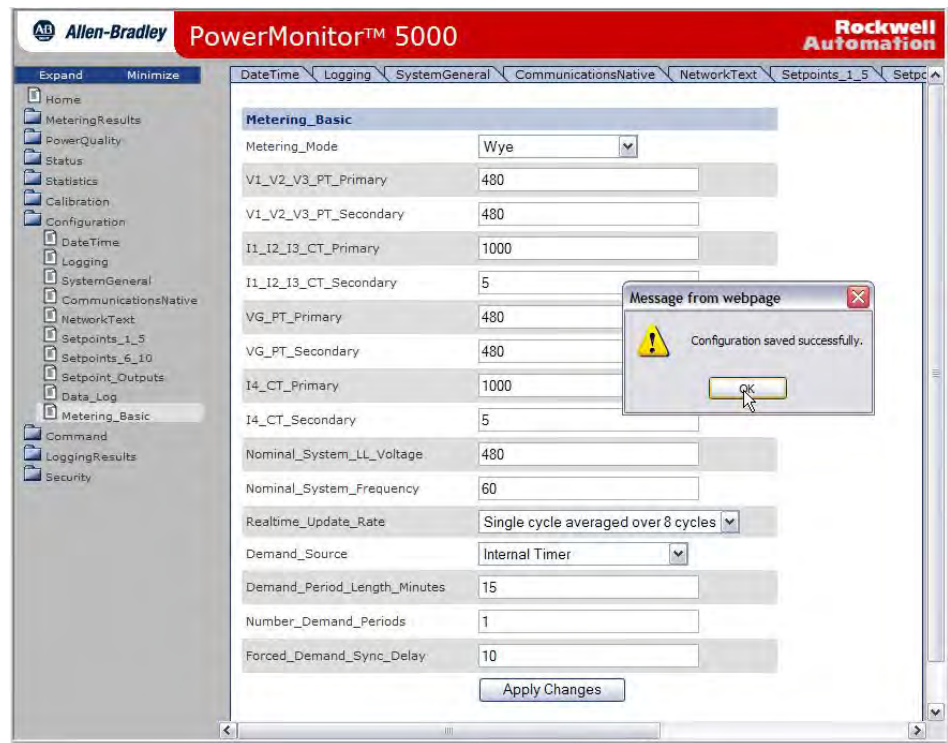 AB Allen-Bradley PowerMonitor™ 5000 Rockwell
Automation
Expand Minimize
Home
MeteringResults
PowerQuality
Status
Statistics
Calibration
Configuration
DateTime
Logging
SystemGeneral
CommunicationsNative
NetworkText
Setpoints_1_5
Setpoints_6_10
Setpoint_Outputs
Data_Log
Metering_Basic
Command
LoggingResults
Security
DateTime Logging SystemGeneral CommunicationsNative NetworkText Setpoints_1_5 Setpo
Metering_Basic
Metering_Mode Wye
V1_V2_V3_PT_Primary 480
V1_V2_V3_PT_Secondary 480
I1_I2_I3_CT_Primary 1000
I1_I2_I3_CT_Secondary 5
VG_PT_Primary 480
VG_PT_Secondary 480
I4_CT_Primary 1000
I4_CT_Secondary 5
Nominal_System_LL_Voltage 480
Nominal_System_Frequency 60
Realtime_Update_Rate Single cycle averaged over 8 cycles
Demand_Source Internal Timer
Demand_Period_Length_Minutes 15
Number_Demand_Periods 1
Forced_Demand_Sync_Delay 10
Apply Changes
Message from webpage
Configuration saved successfully.
OK